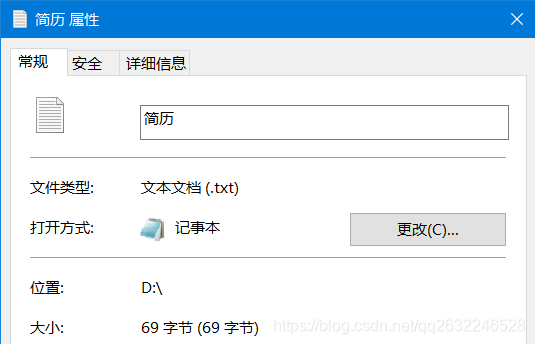 简历 属性
常规 安全 详细信息
简历
文件类型: 文本文档 (.txt)
打开方式: 记事本 更改(C)...
位置: D:\
大小: 69 字节 (69 字节)
https://blog.csdn.net/qq2632246528